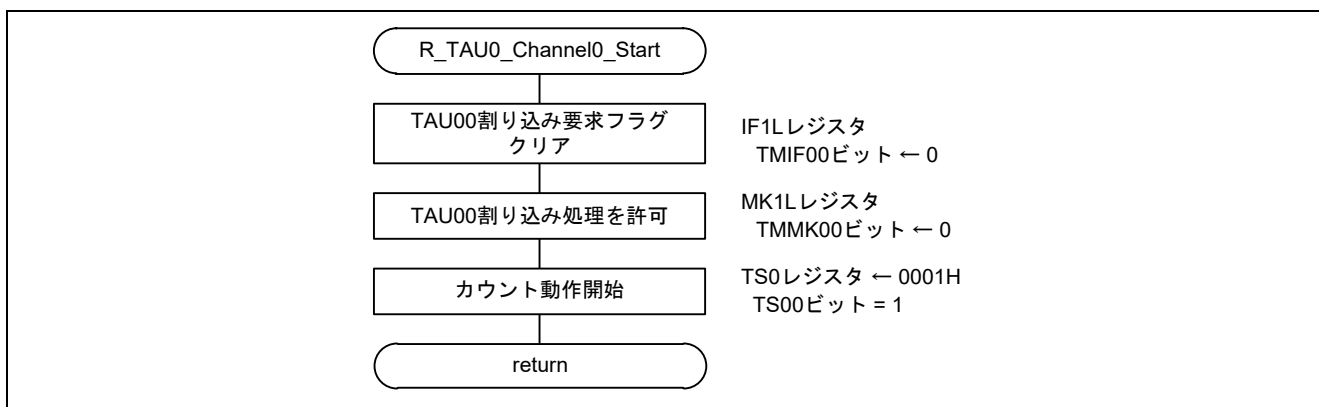 R_TAU0_Channel0_Start
TAU00割り込み要求フラグ
クリア
IF1Lレジスタ
TMIF00ビット ← 0
TAU00割り込み処理を許可
MK1Lレジスタ
TMMK00ビット ← 0
カウント動作開始
TS0レジスタ ← 0001H
TS00ビット = 1
return